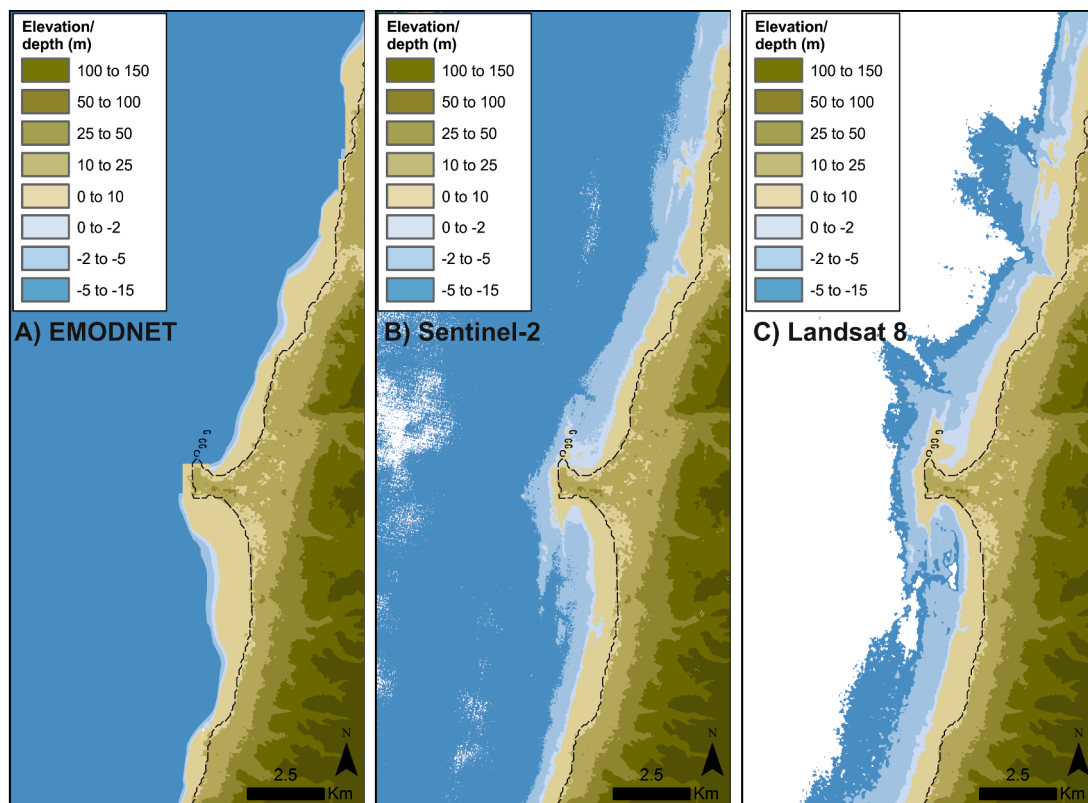 Elevation/
depth (m)
100 to 150
50 to 100
25 to 50
10 to 25
0 to 10
0 to -2
-2 to -5
-5 to -15
A) EMODNET
N
2.5
Km
Elevation/
depth (m)
100 to 150
50 to 100
25 to 50
10 to 25
0 to 10
0 to -2
-2 to -5
-5 to -15
B) Sentinel-2
N
2.5
Km
Elevation/
depth (m)
100 to 150
50 to 100
25 to 50
10 to 25
0 to 10
0 to -2
-2 to -5
-5 to -15
C) Landsat 8
N
2.5
Km